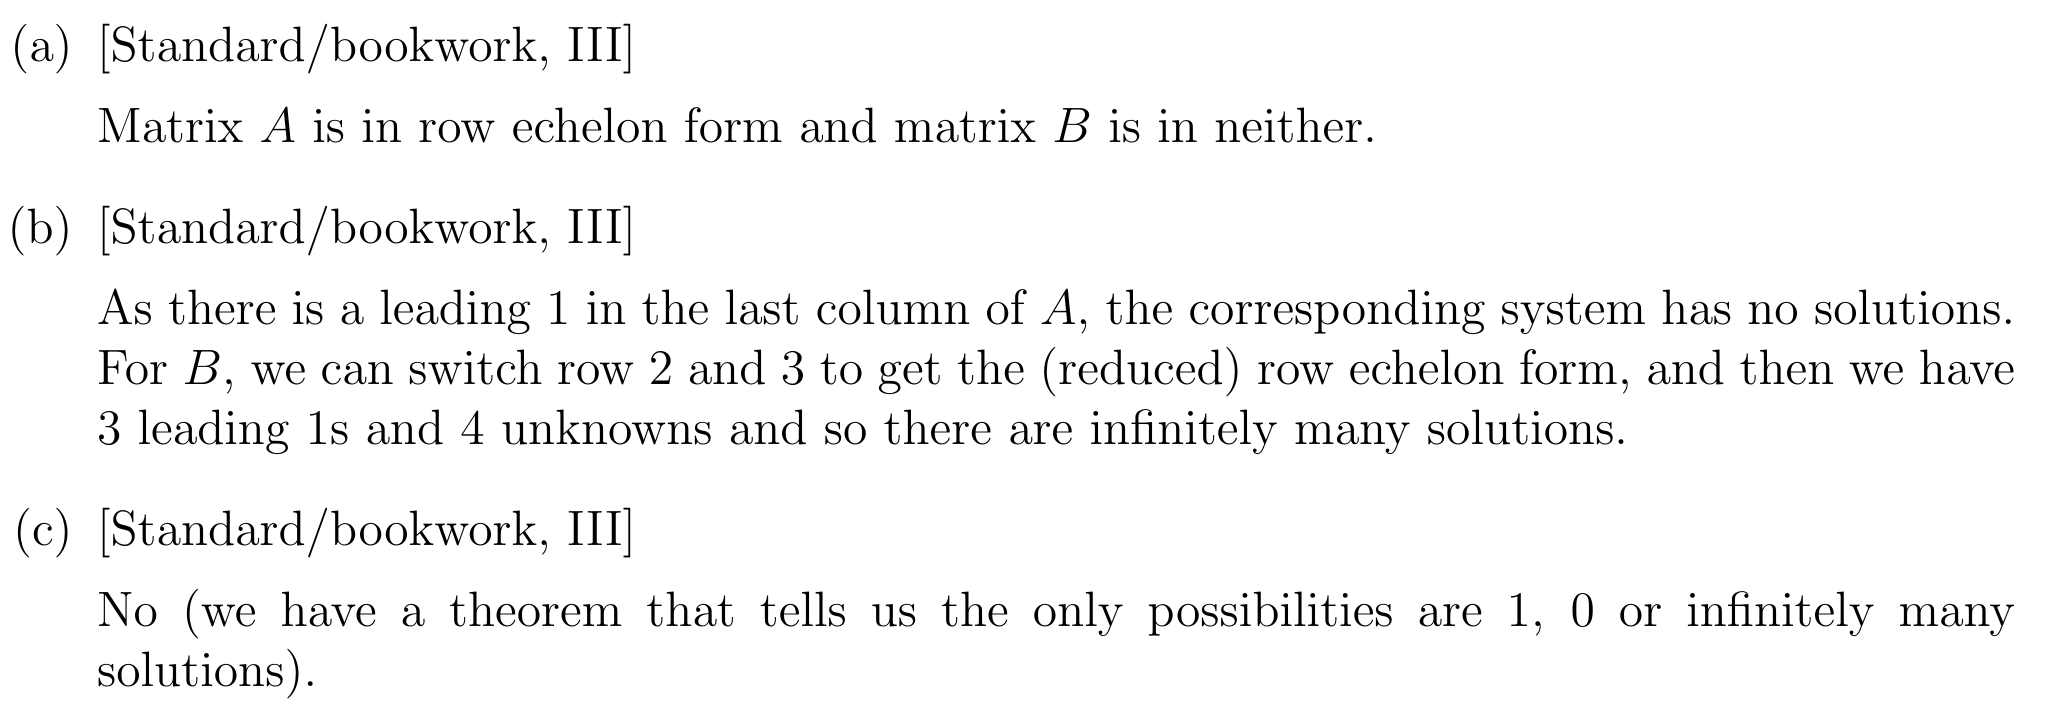 (a) [Standard/bookwork, III]
Matrix A is in row echelon form and matrix B is in neither.
(b) [Standard/bookwork, III]
As there is a leading 1 in the last column of A, the corresponding system has no solutions.
For B, we can switch row 2 and 3 to get the (reduced) row echelon form, and then we have
3 leading 1s and 4 unknowns and so there are infinitely many solutions.
(c) [Standard/bookwork, III]
No (we have a theorem that tells us the only possibilities are 1, 0 or infinitely many
solutions).